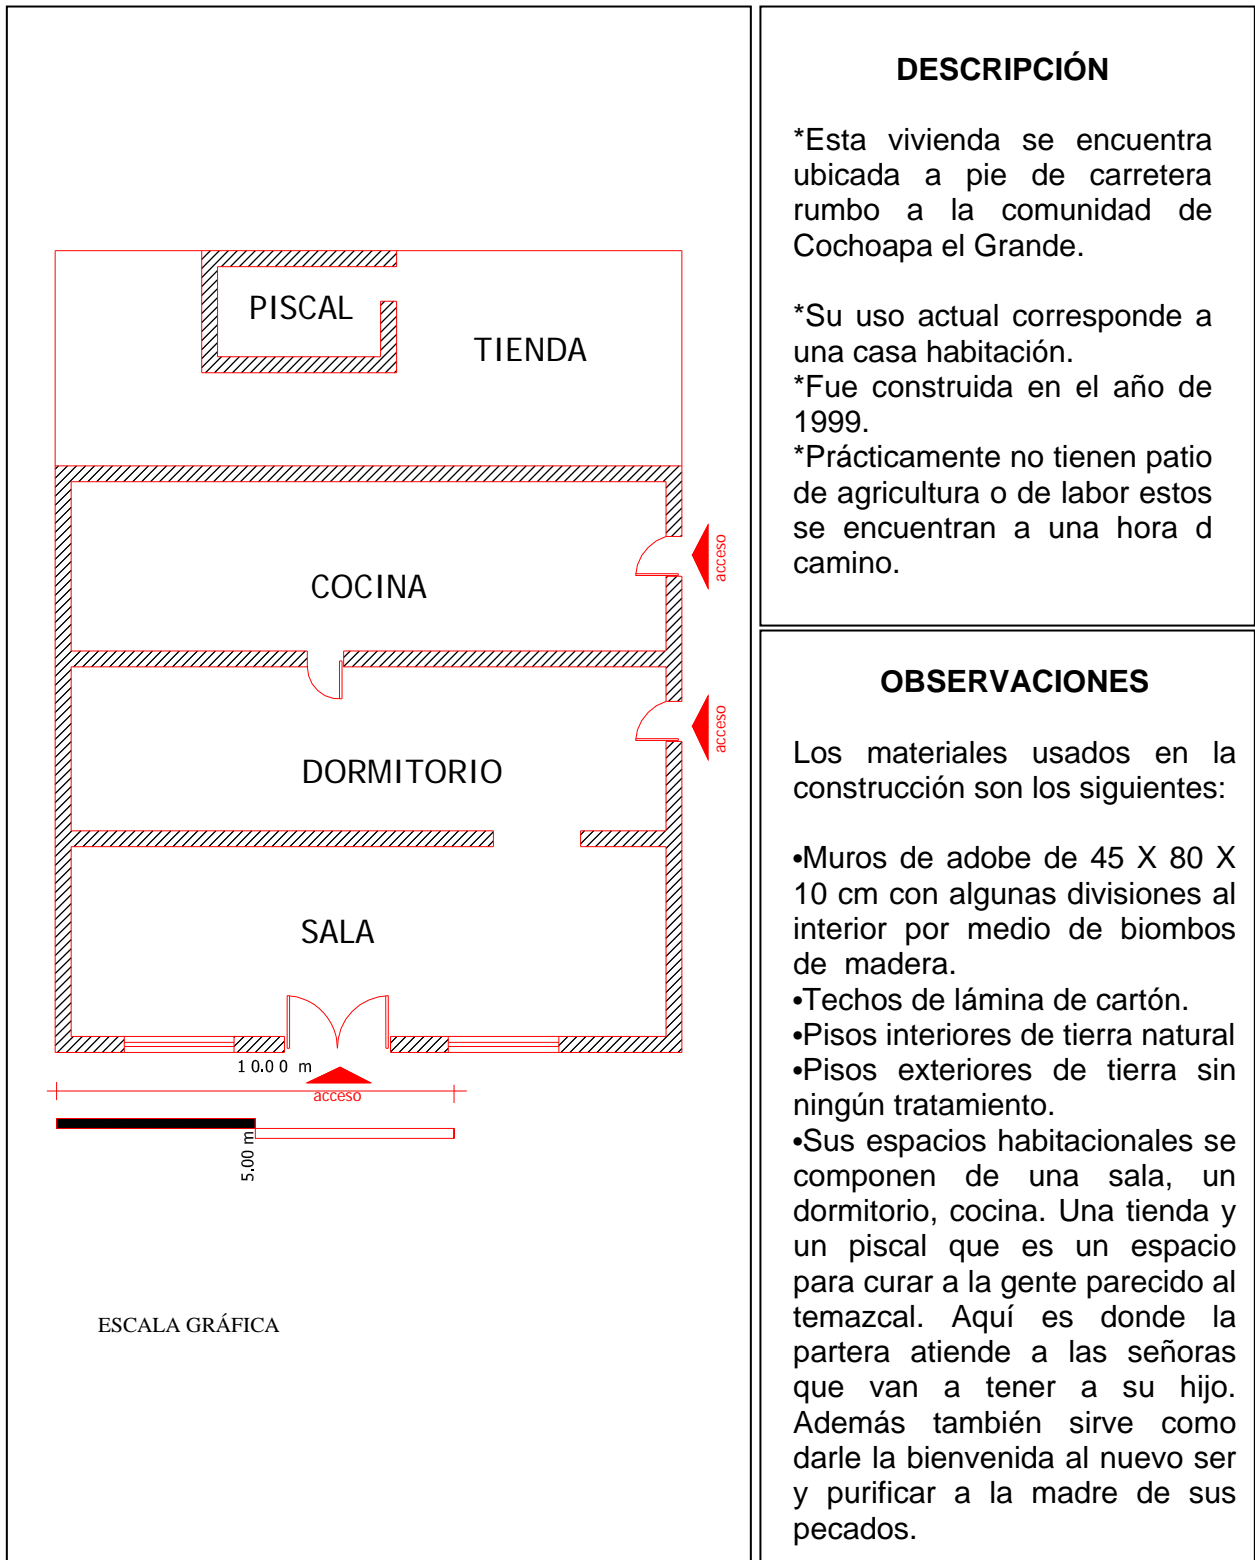 PISCAL
TIENDA
COCINA
acceso
acceso
DORMITORIO
SALA
10.00 m
acceso
5.00 m
ESCALA GRÁFICA
DESCRIPCIÓN
*Esta vivienda se encuentra
ubicada a pie de carretera
rumbo a la comunidad de
Cochoapa el Grande.
*Su uso actual corresponde a
una casa habitación.
*Fue construida en el año de
1999.
*Prácticamente no tienen patio
de agricultura o de labor estos
se encuentran a una hora d
camino.
OBSERVACIONES
Los materiales usados en la
construcción son los siguientes:
•Muros de adobe de 45 X 80 X
10 cm con algunas divisiones al
interior por medio de biombos
de madera.
•Techos de lámina de cartón.
•Pisos interiores de tierra natural
•Pisos exteriores de tierra sin
ningún tratamiento.
•Sus espacios habitacionales se
componen de una sala, un
dormitorio, cocina. Una tienda y
un piscal que es un espacio
para curar a la gente parecido al
temazcal. Aquí es donde la
partera atiende a las señoras
que van a tener a su hijo.
Además también sirve como
darle la bienvenida al nuevo ser
y purificar a la madre de sus
pecados.